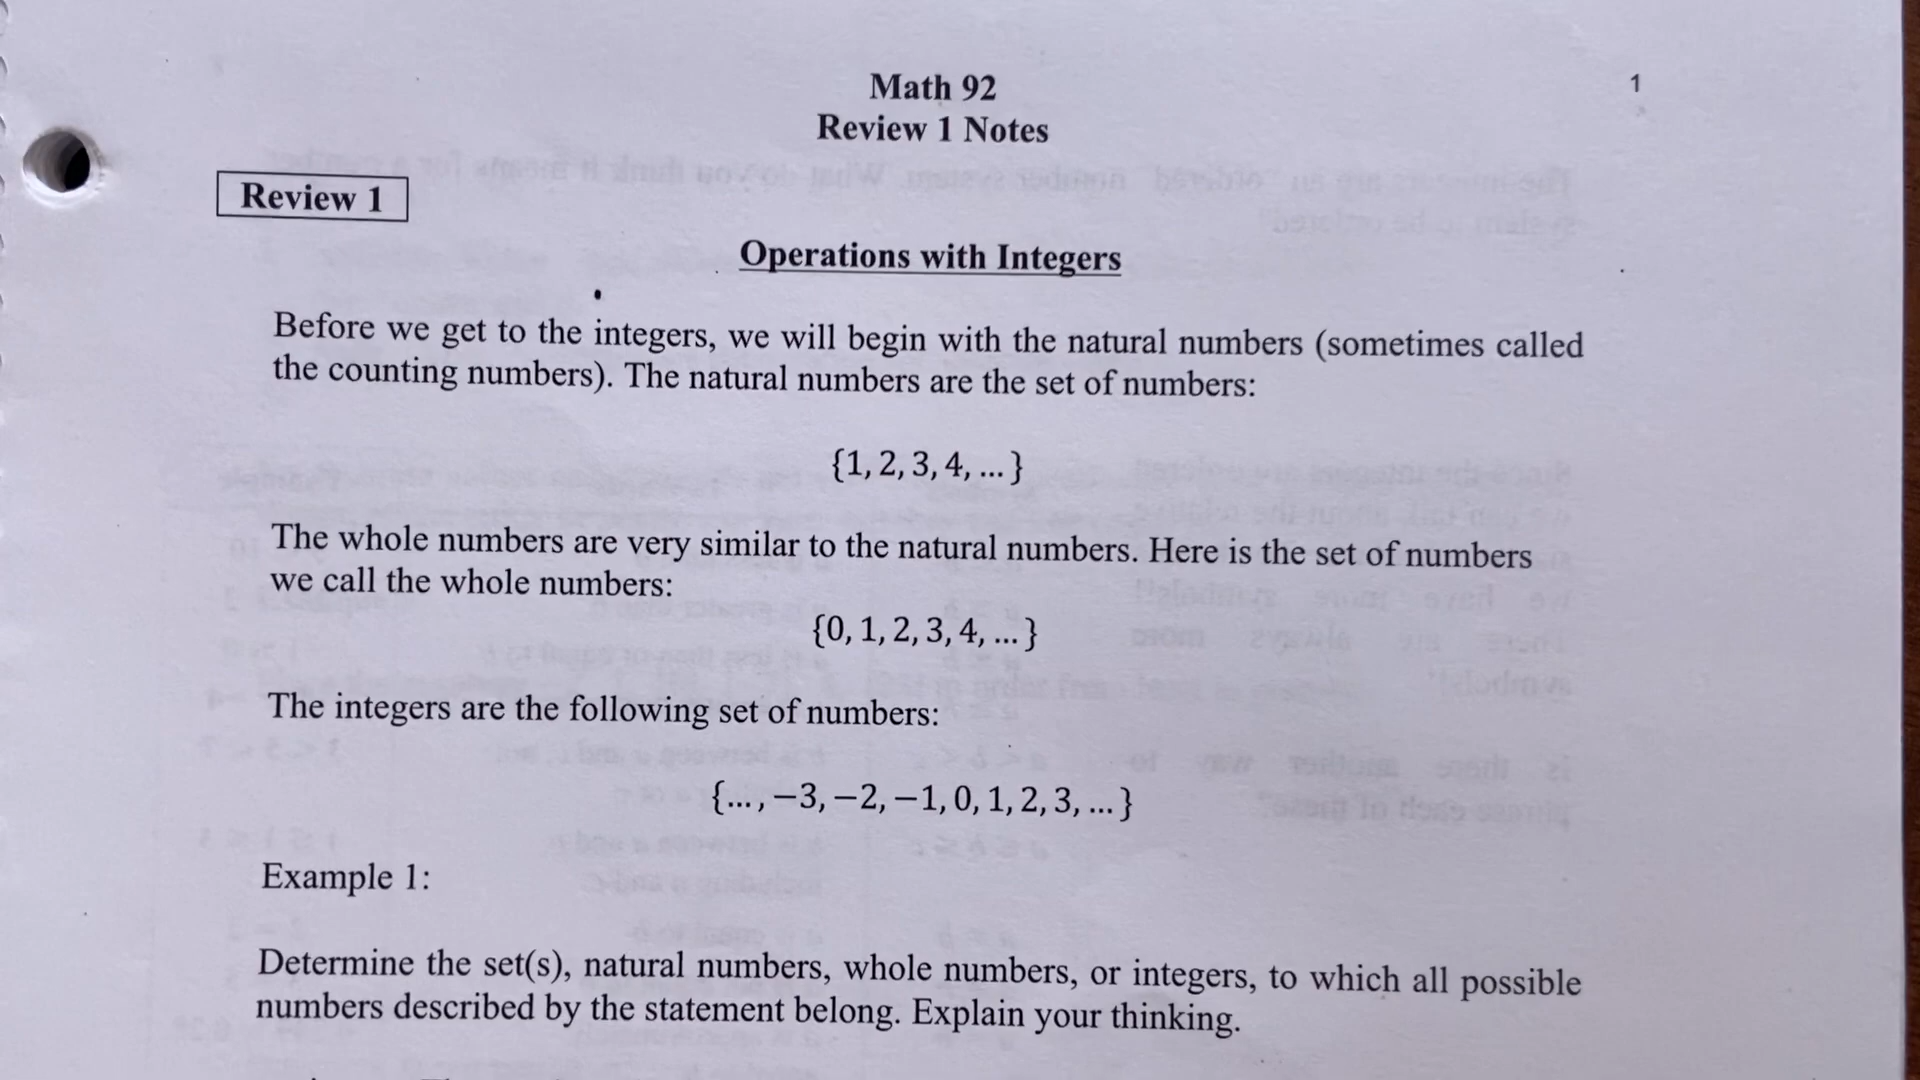 Math 92
1
Review 1 Notes
Review 1
Operations with Integers
Before we get to the integers, we will begin with the natural numbers (sometimes called
the counting numbers). The natural numbers are the set of numbers:
{1, 2, 3, 4, ... }
The whole numbers are very similar to the natural numbers. Here is the set of numbers
we call the whole numbers:
{0, 1, 2, 3, 4, ... }
The integers are the following set of numbers:
{..., −3, −2, −1, 0, 1, 2, 3, ... }
Example 1:
Determine the set(s), natural numbers, whole numbers, or integers, to which all possible
numbers described by the statement belong. Explain your thinking.